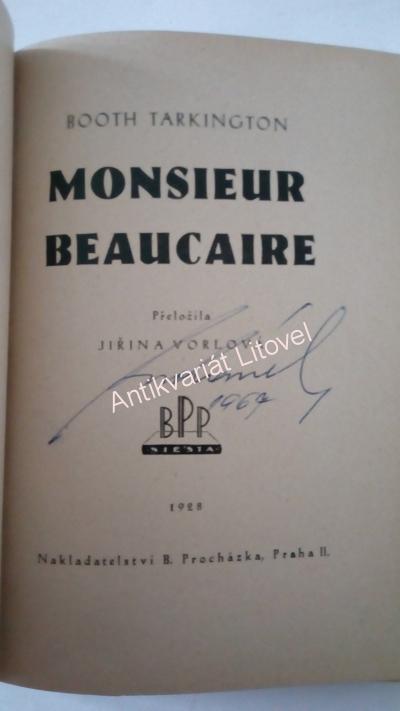 BOOTH TARKINGTON
MONSIEUR
BEAUCAIRE
Přeložila
JIŘINA VORLOVÁ
Antikvariát Litovel
1964
BPP
SIESTA
1928
Nakladatelství B. Procházka, Praha II.